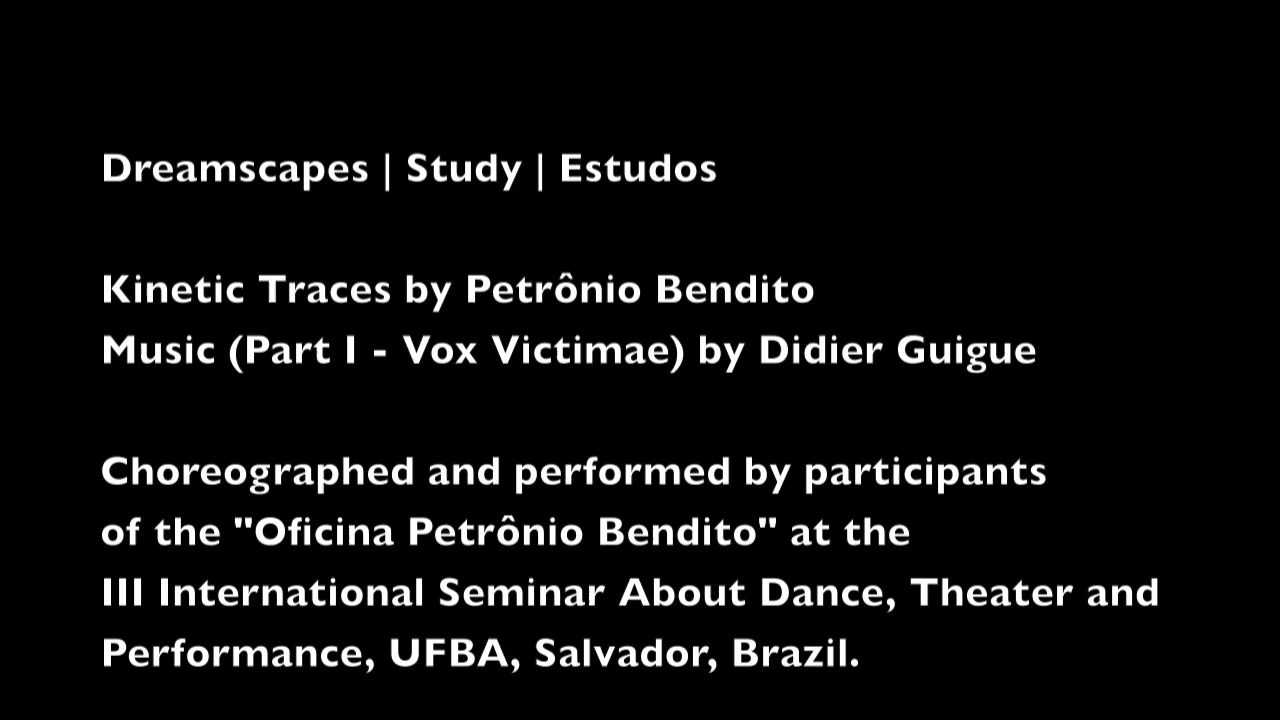 Dreamscapes | Study | Estudos
Kinetic Traces by Petrônio Bendito
Music (Part I - Vox Victimae) by Didier Guigue
Choreographed and performed by participants
of the "Oficina Petrônio Bendito" at the
III International Seminar About Dance, Theater and
Performance, UFBA, Salvador, Brazil.